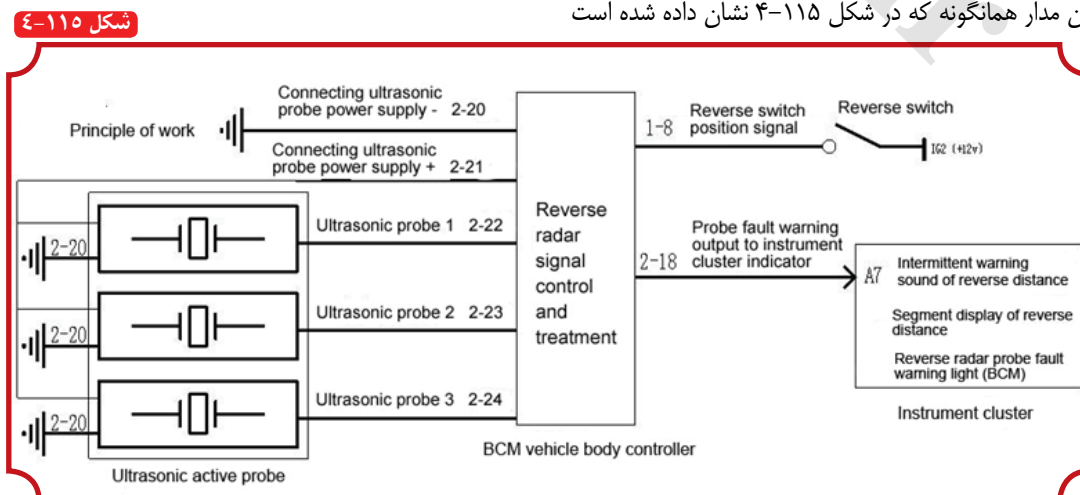 ن مدار همانگونه که در شکل ۱۱۵-۴ نشان داده شده است
شکل ۱۱۵-٤
Connecting ultrasonic
probe power supply - 2-20
Principle of work
Connecting ultrasonic
probe power supply + 2-21
Ultrasonic probe 1 2-22
2-20
Ultrasonic probe 2 2-23
2-20
Ultrasonic probe 3 2-24
2-20
Ultrasonic active probe
Reverse
radar
signal
control
and
treatment
BCM vehicle body controller
1-8
Reverse switch
position signal
Reverse switch
IG2 (+12v)
2-18
Probe fault warning
output to instrument
cluster indicator
A7
Intermittent warning
sound of reverse distance
Segment display of reverse
distance
Reverse radar probe fault
warning light (BCM)
Instrument cluster